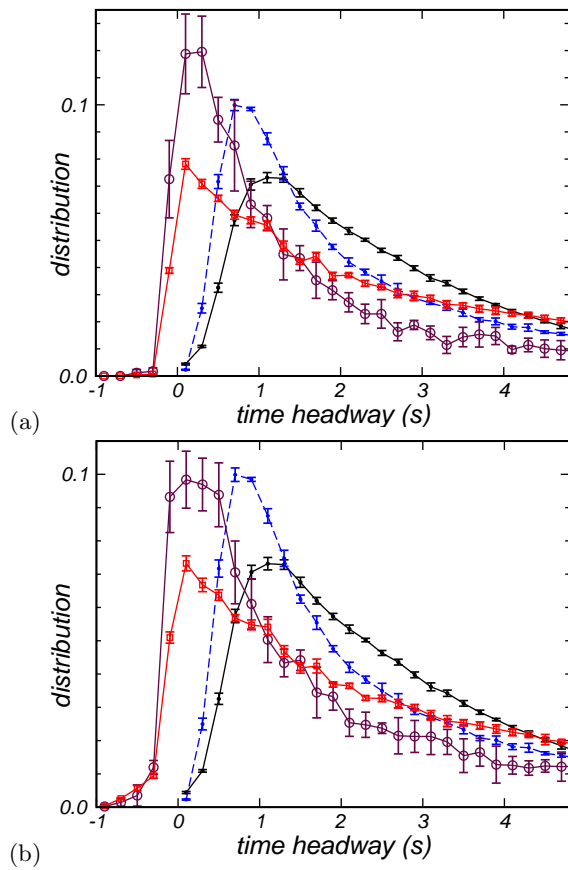 0.1
distribution
0.0
-1 0 1 2 3 4
time headway (s)
(a)
0.1
distribution
0.0
-1 0 1 2 3 4
time headway (s)
(b)